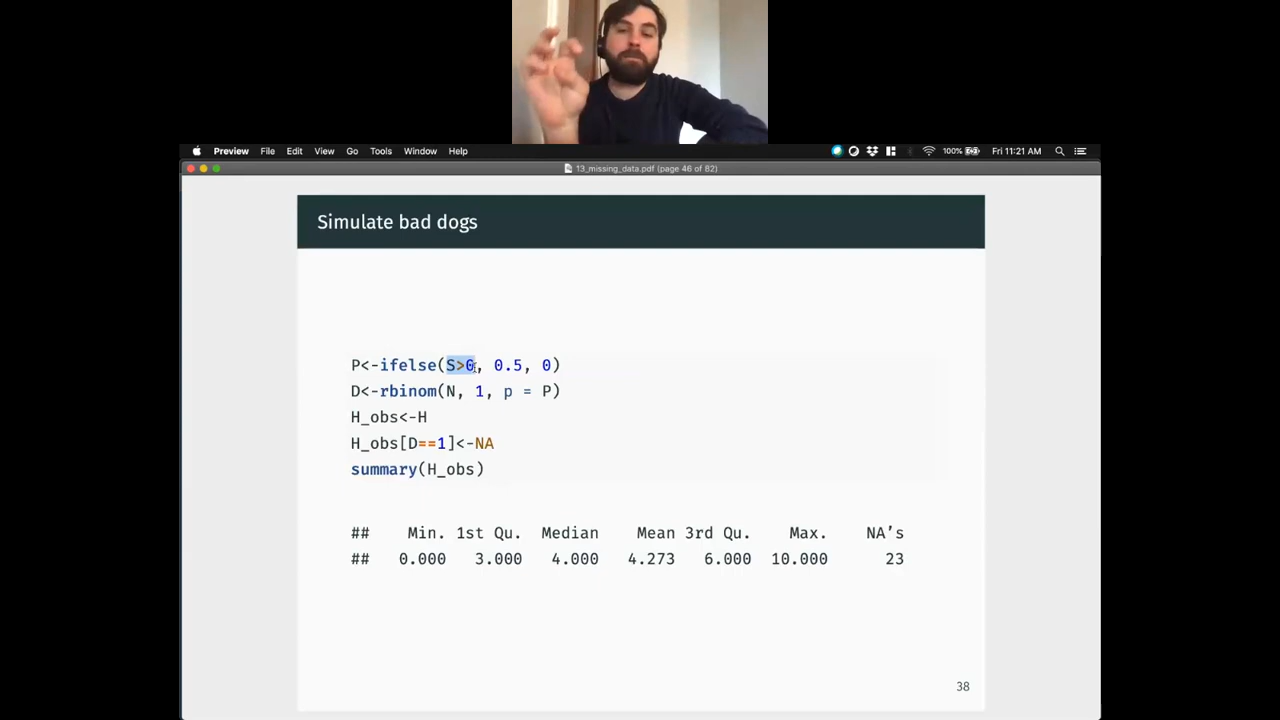 Preview File Edit View Go Tools Window Help 100% Fri 11:21 AM
13_missing_data.pdf (page 46 of 82)
Simulate bad dogs
P<-ifelse(S>0, 0.5, 0)
D<-rbinom(N, 1, p = P)
H_obs<-H
H_obs[D==1]<-NA
summary(H_obs)
## Min. 1st Qu. Median Mean 3rd Qu. Max. NA's
## 0.000 3.000 4.000 4.273 6.000 10.000 23
38